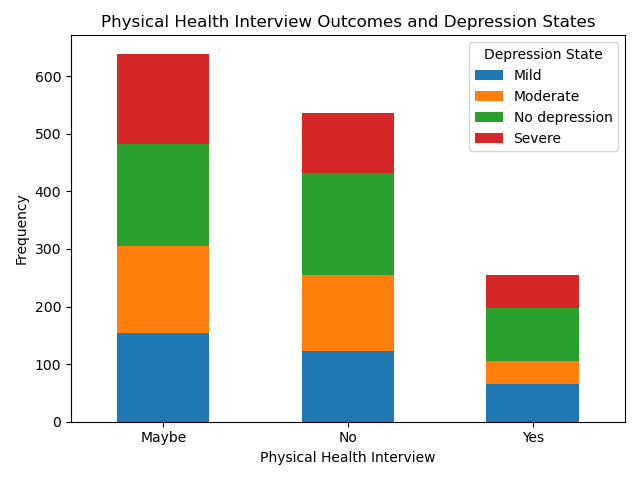 Physical Health Interview Outcomes and Depression States
Depression State
Mild
Moderate
No depression
Severe
Frequency
600
500
400
300
200
100
0
Maybe
No
Yes
Physical Health Interview